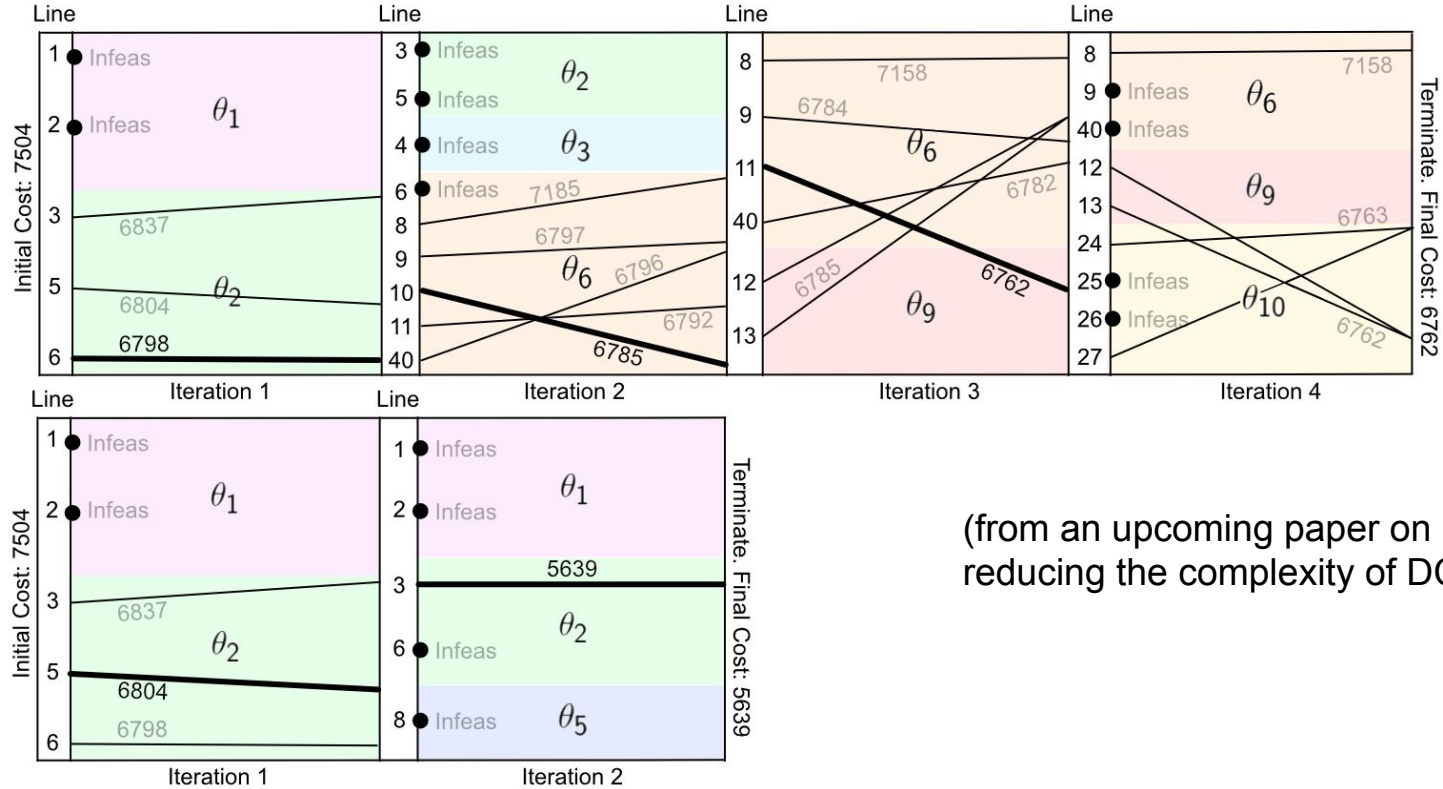 Line Line Line Line
Initial Cost: 7504
1 Infeas
2 Infeas
θ1
3 6837
5 6804
θ2
6 6798
Iteration 1
3 Infeas
5 Infeas
θ2
4 Infeas
θ3
6 Infeas
8 7185
9 6797
θ6
6796
10
11 6792
40
6785
Iteration 2
8 7158
9 6784
θ6
11
40 6782
12 6785
6762
θ9
13
Iteration 3
8 7158
9 Infeas
θ6
40 Infeas
12
θ9
13
24 6763
25 Infeas
θ10
26 Infeas
6762
27
Iteration 4
Terminate. Final Cost: 6762
Line Line
Initial Cost: 7504
1 Infeas
2 Infeas
θ1
3 6837
θ2
5 6804
6 6798
Iteration 1
1 Infeas
θ1
2 Infeas
3 5639
θ2
6 Infeas
8 Infeas
θ5
Iteration 2
Terminate. Final Cost: 5639
(from an upcoming paper on
reducing the complexity of